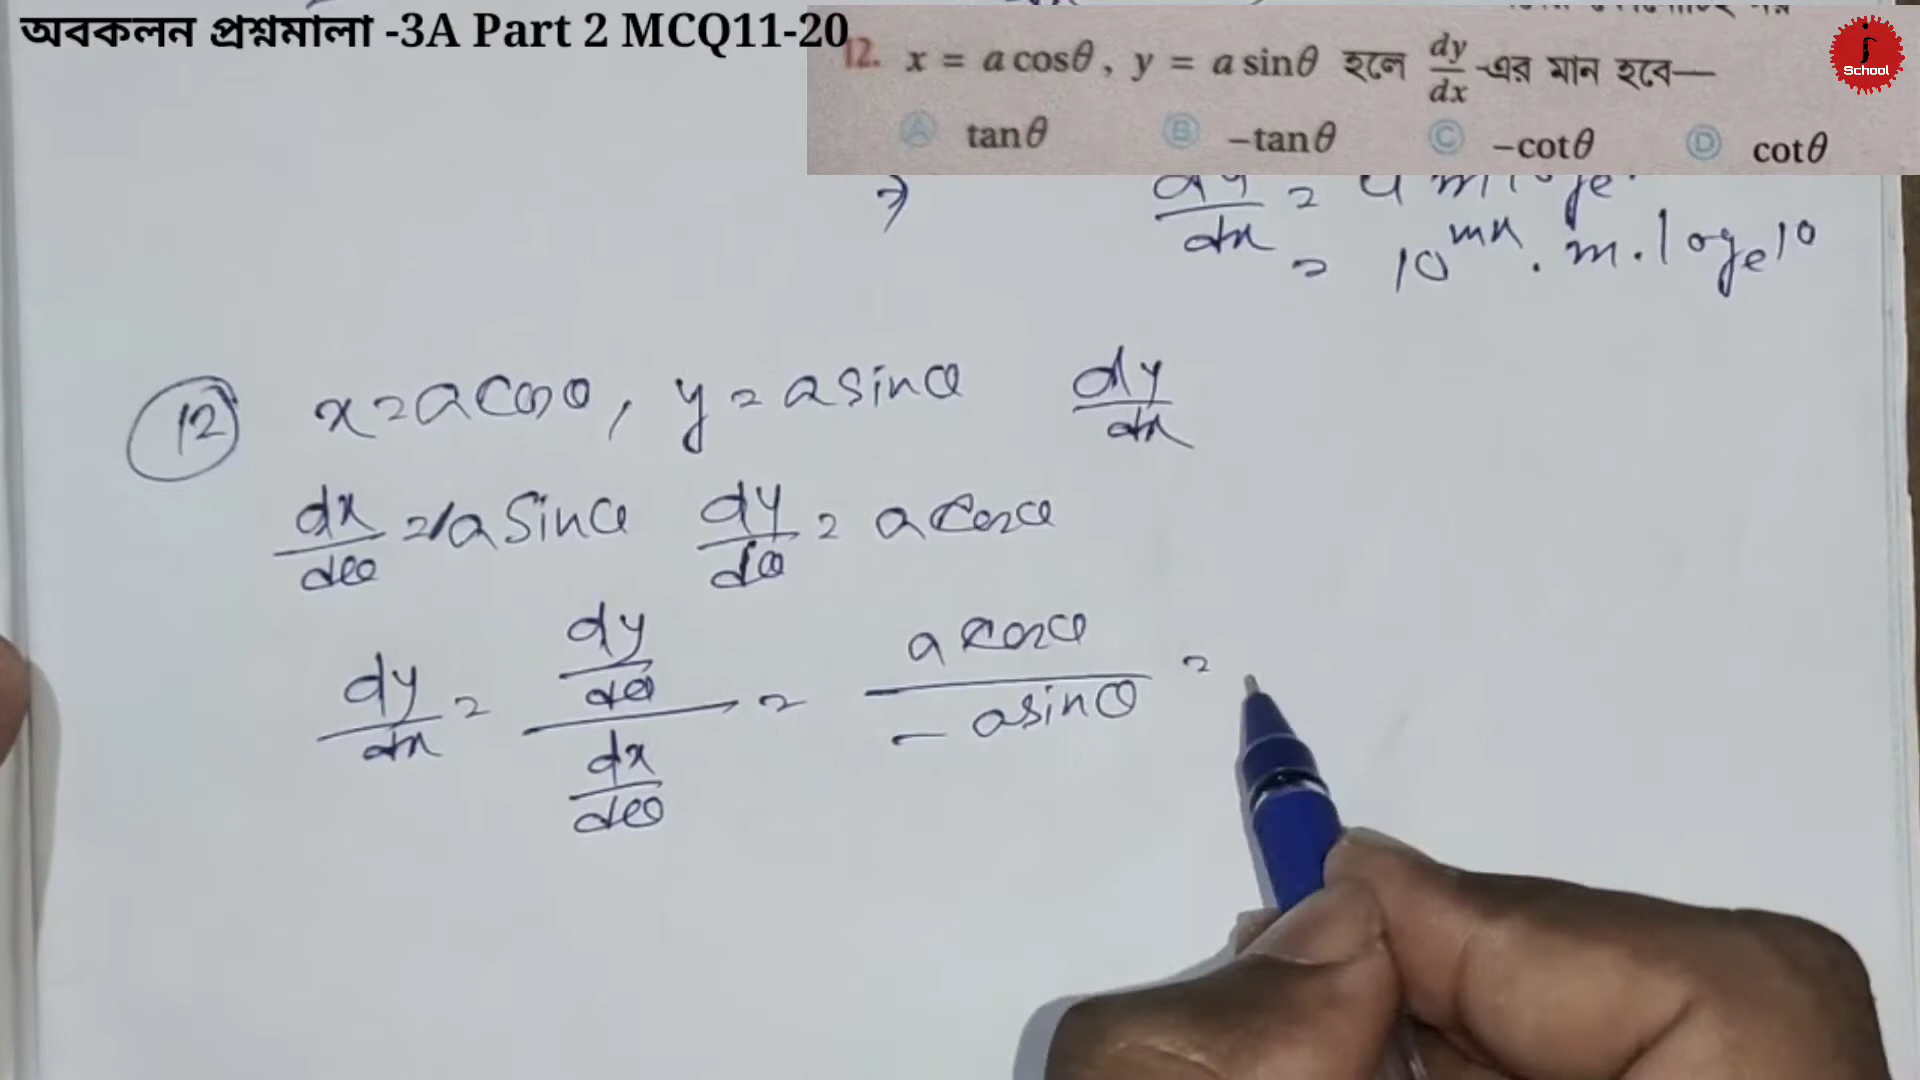 অবকলন প্রশ্নমালা -3A Part 2 MCQ11-20
12. x = a cosθ, y = a sinθ হলে dy/dx -এর মান হবে—
A tanθ B -tanθ C -cotθ D cotθ
School
dy/dx =
= 10^mx . m . log_e 10
12 x = a cosθ, y = a sinθ dy/dx
dx/dθ = -a sinθ dy/dθ = a cosθ
dy/dx = (dy/dθ)/(dx/dθ) = a cosθ/- a sinθ =